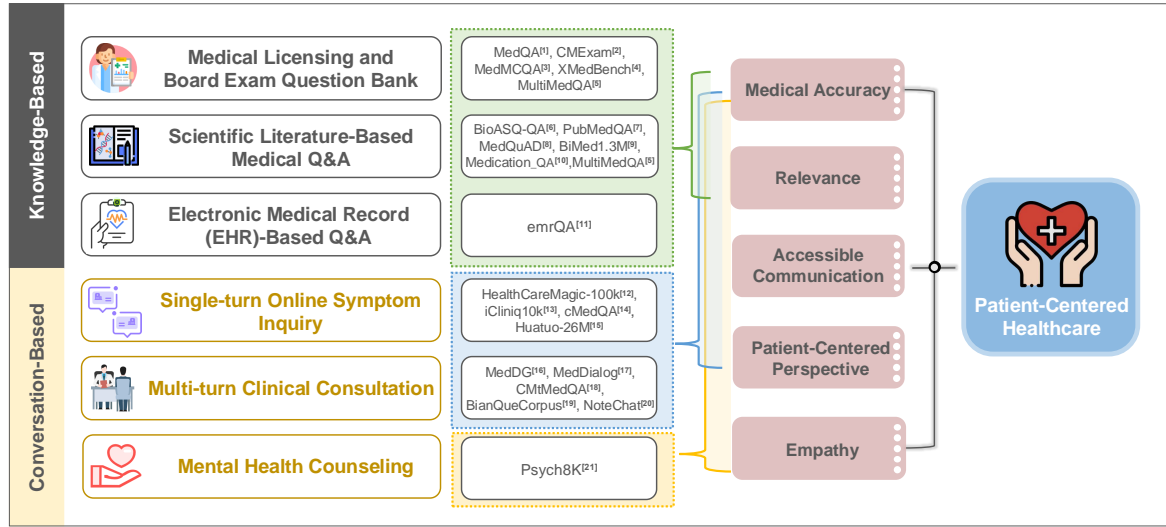 Knowledge-Based
Medical Licensing and
Board Exam Question Bank
MedQA[1], CMExam[2],
MedMCQA[3], XMedBench[4],
MultiMedQA[5]
Scientific Literature-Based
Medical Q&A
BioASQ-QA[6], PubMedQA[7],
MedQuAD[8], BiMed1.3M[9],
Medication_QA[10],MultiMedQA[5]
Electronic Medical Record
(EHR)-Based Q&A
emrQA[11]
Conversation-Based
Single-turn Online Symptom
Inquiry
HealthCareMagic-100k[12],
iCliniq10k[13], cMedQA[14],
Huatuo-26M[15]
Multi-turn Clinical Consultation
MedDG[16], MedDialog[17],
CMtMedQA[18],
BianQueCorpus[19], NoteChat[20]
Mental Health Counseling
Psych8K[21]
Medical Accuracy
Relevance
Accessible
Communication
Patient-Centered
Perspective
Empathy
Patient-Centered
Healthcare